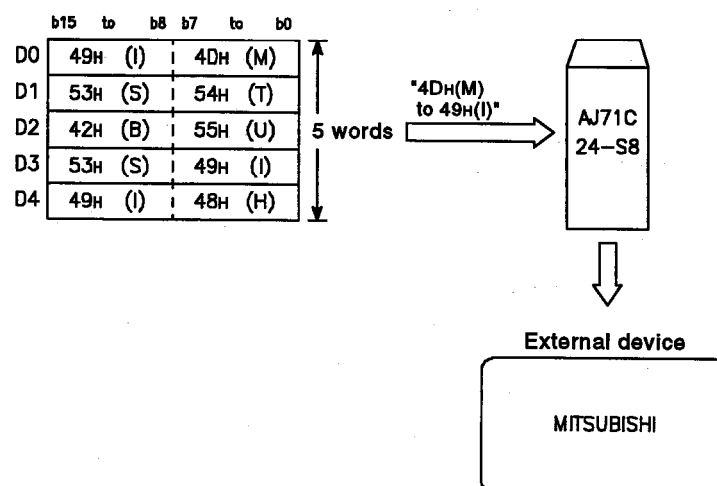 b15 to b8 b7 to b0
D0 49H (I) 4DH (M)
D1 53H (S) 54H (T)
D2 42H (B) 55H (U)
D3 53H (S) 49H (I)
D4 49H (I) 48H (H)
5 words
"4DH(M)
to 49H(I)"
AJ71C
24-S8
External device
MITSUBISHI